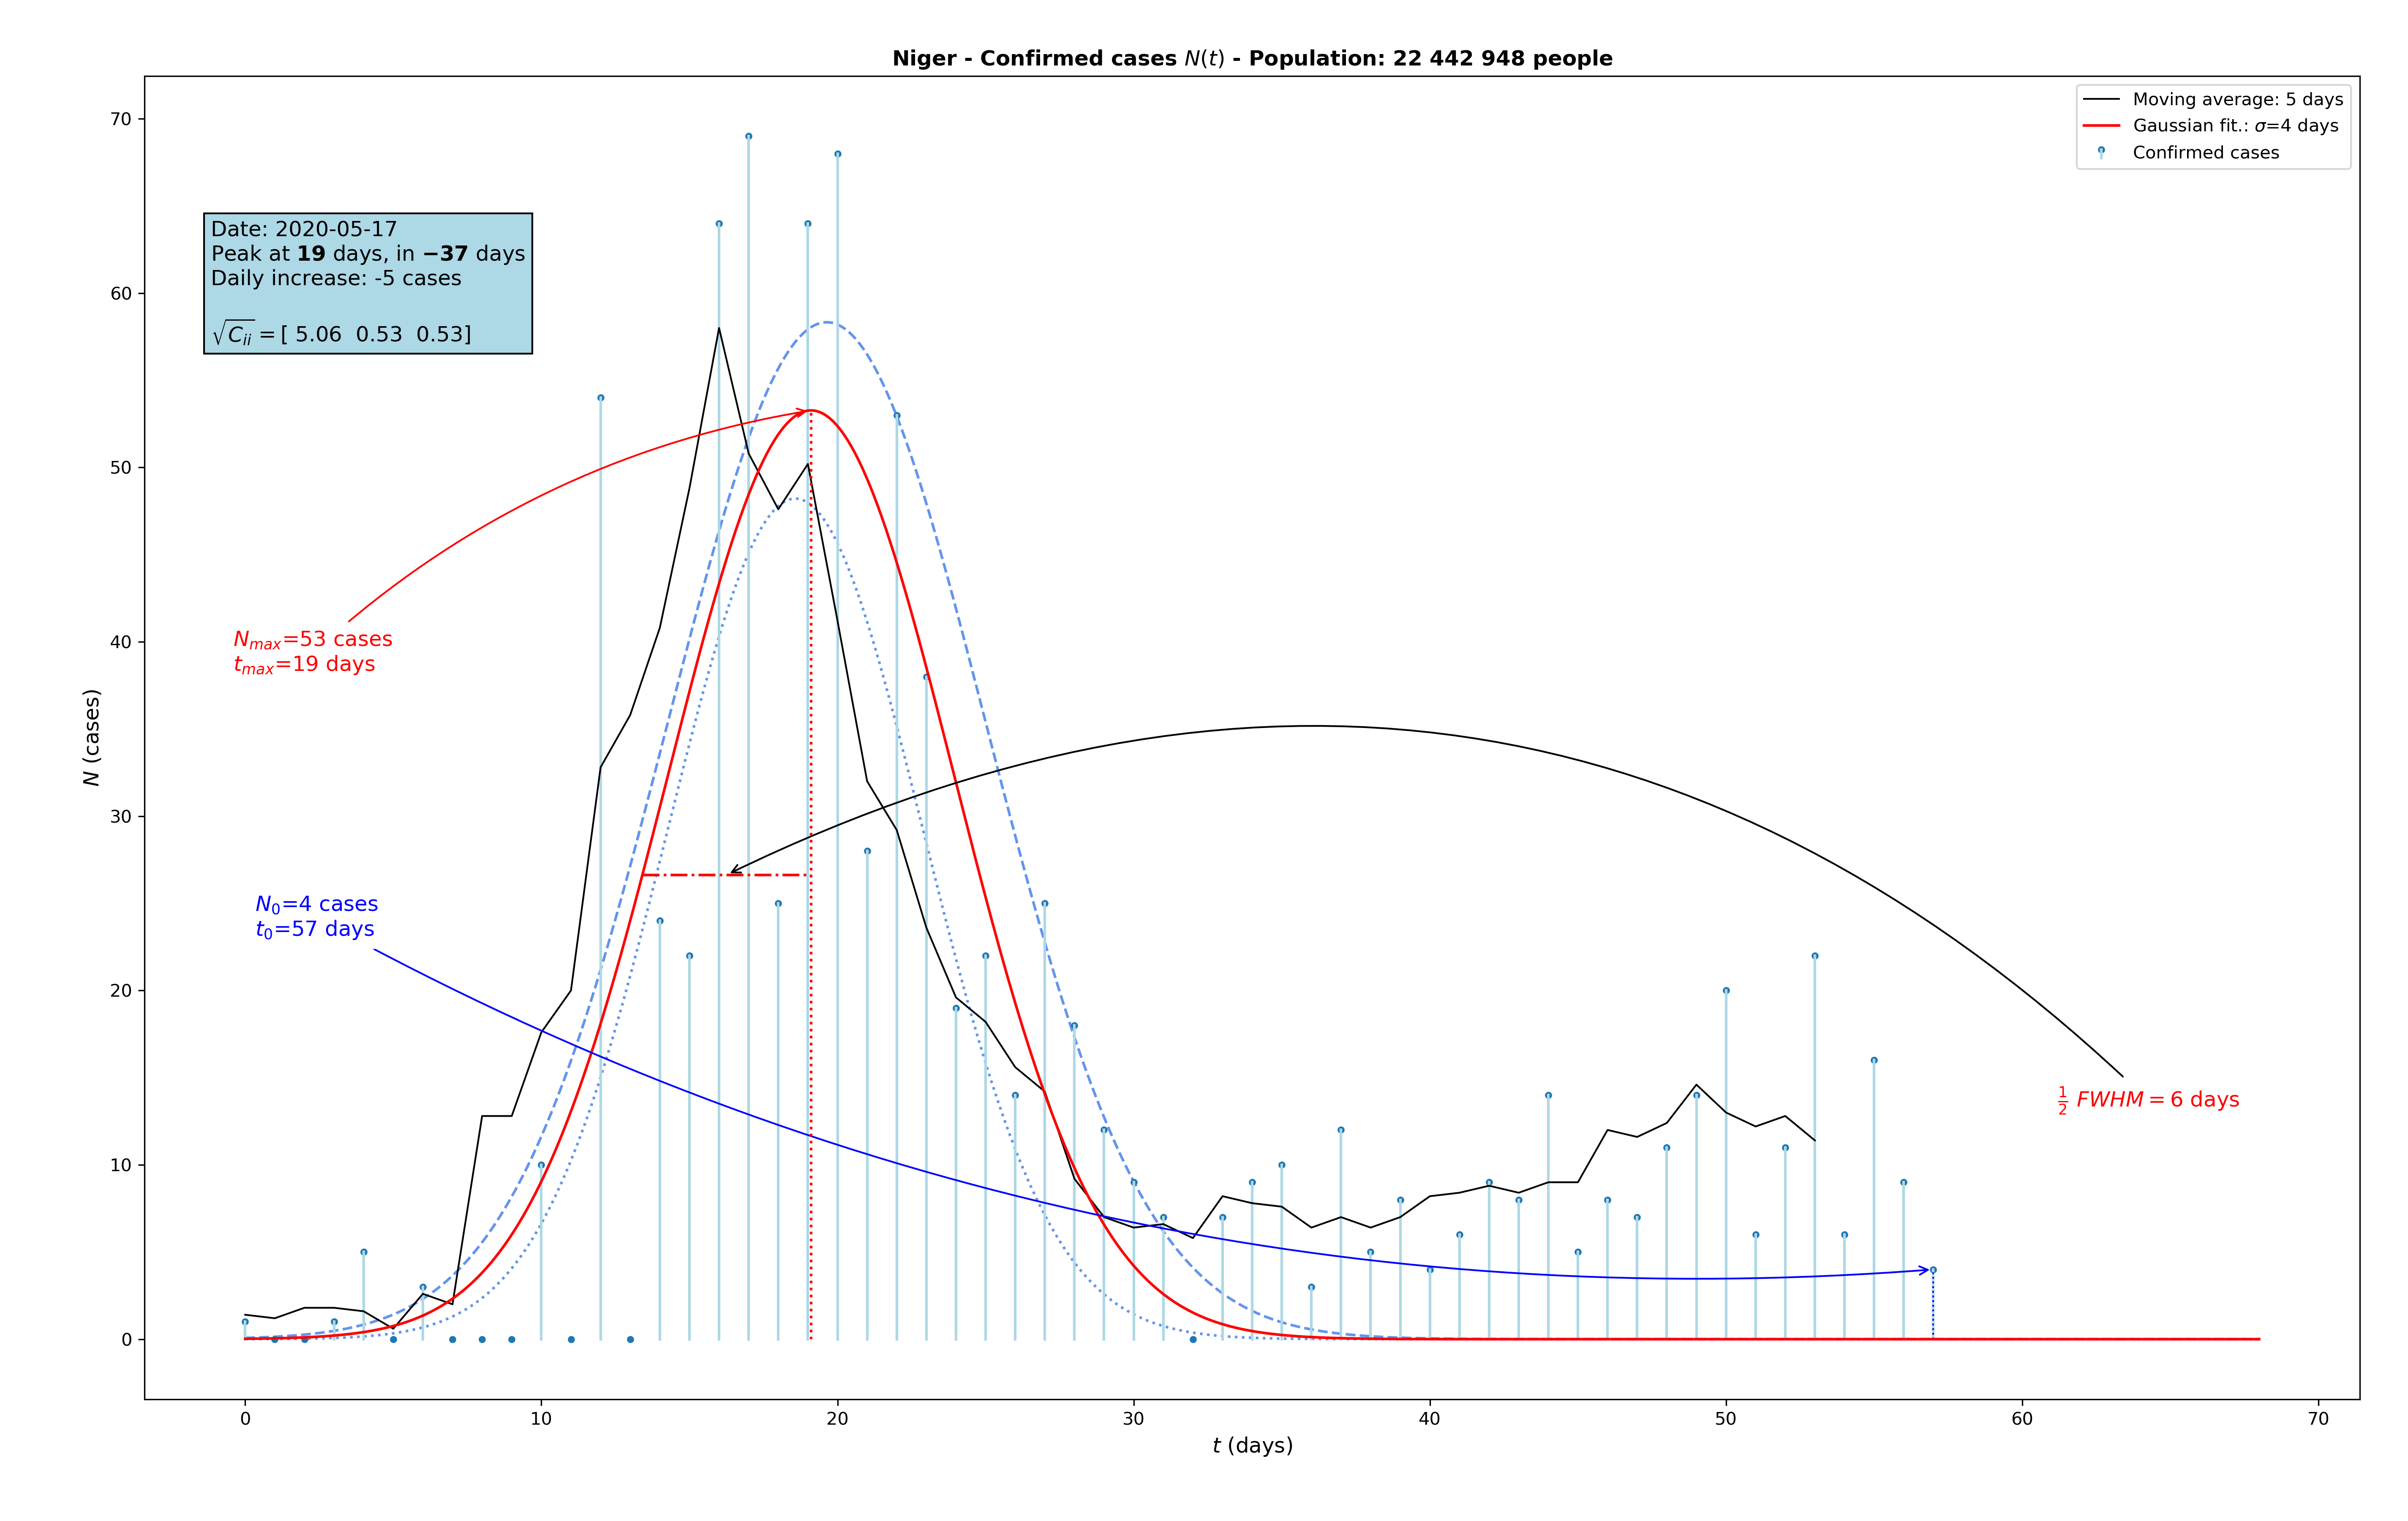 Niger - Confirmed cases N(t) - Population: 22 442 948 people
Moving average: 5 days
Gaussian fit.: σ=4 days
Confirmed cases
Date: 2020-05-17
Peak at 19 days, in −37 days
Daily increase: -5 cases
√C_ii = [ 5.06 0.53 0.53]
N_max=53 cases
t_max=19 days
N_0=4 cases
t_0=57 days
½ FWHM = 6 days
N (cases)
70
60
50
40
30
20
10
0
0 10 20 30 40 50 60 70
t (days)